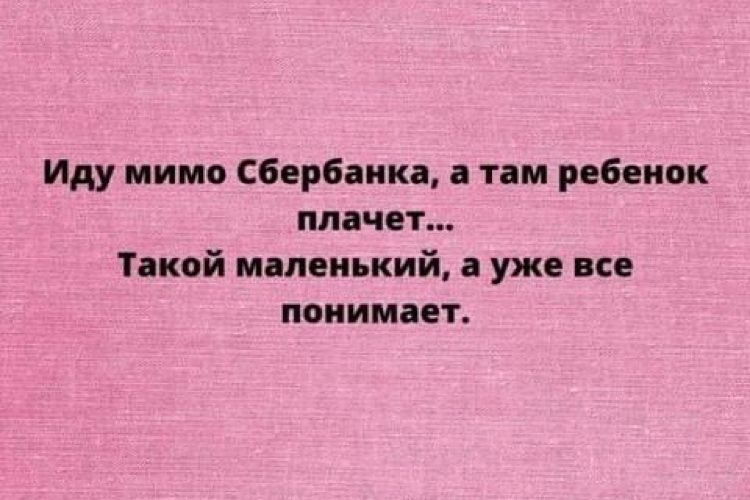 Иду мимо Сбербанка, а там ребенок
плачет...
Такой маленький, а уже все
понимает.